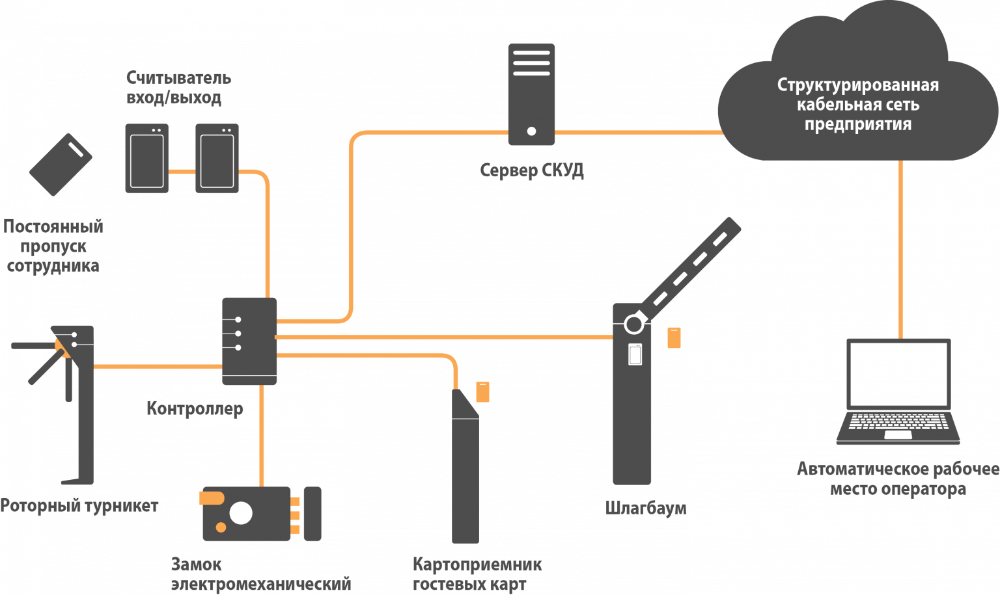 Структурированная
кабельная сеть
предприятия
Считыватель
вход/выход
Сервер СКУД
Постоянный
пропуск
сотрудника
Контроллер
Роторный турникет
Шлагбаум
Автоматическое рабочее
место оператора
Замок
электромеханический
Картоприемник
гостевых карт